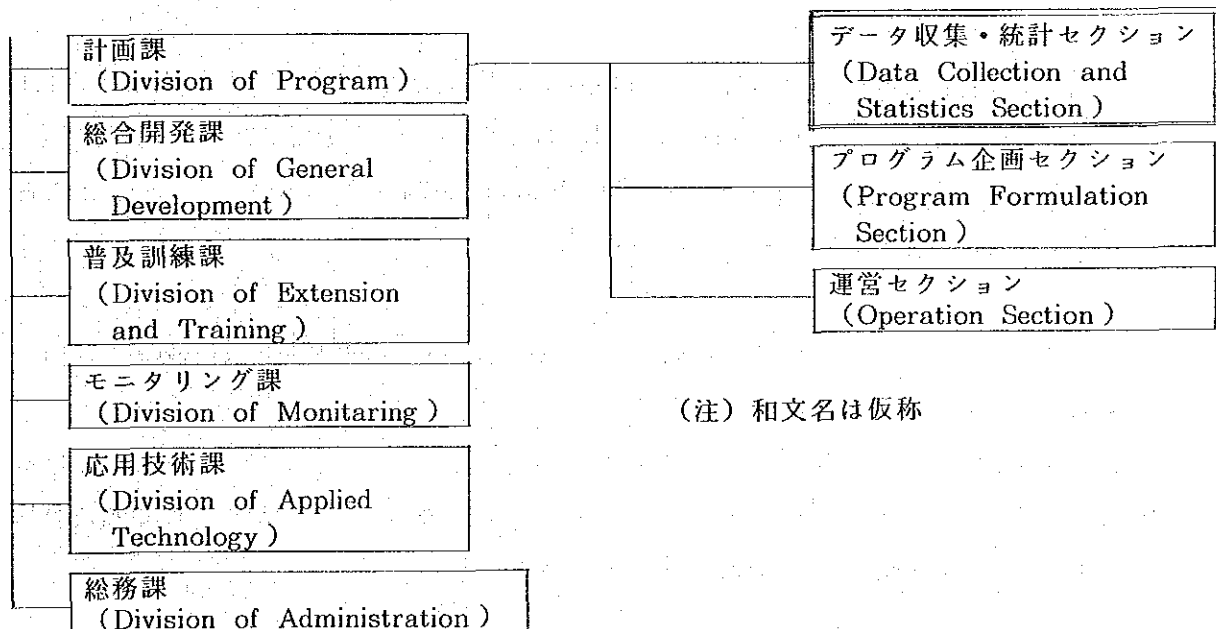 計画課
(Division of Program)
総合開発課
(Division of General
Development)
普及訓練課
(Division of Extension
and Training)
モニタリング課
(Division of Monitaring)
応用技術課
(Division of Applied
Technology)
総務課
(Division of Administration)
データ収集・統計セクション
(Data Collection and
Statistics Section)
プログラム企画セクション
(Program Formulation
Section)
運営セクション
(Operation Section)
(注) 和文名は仮称